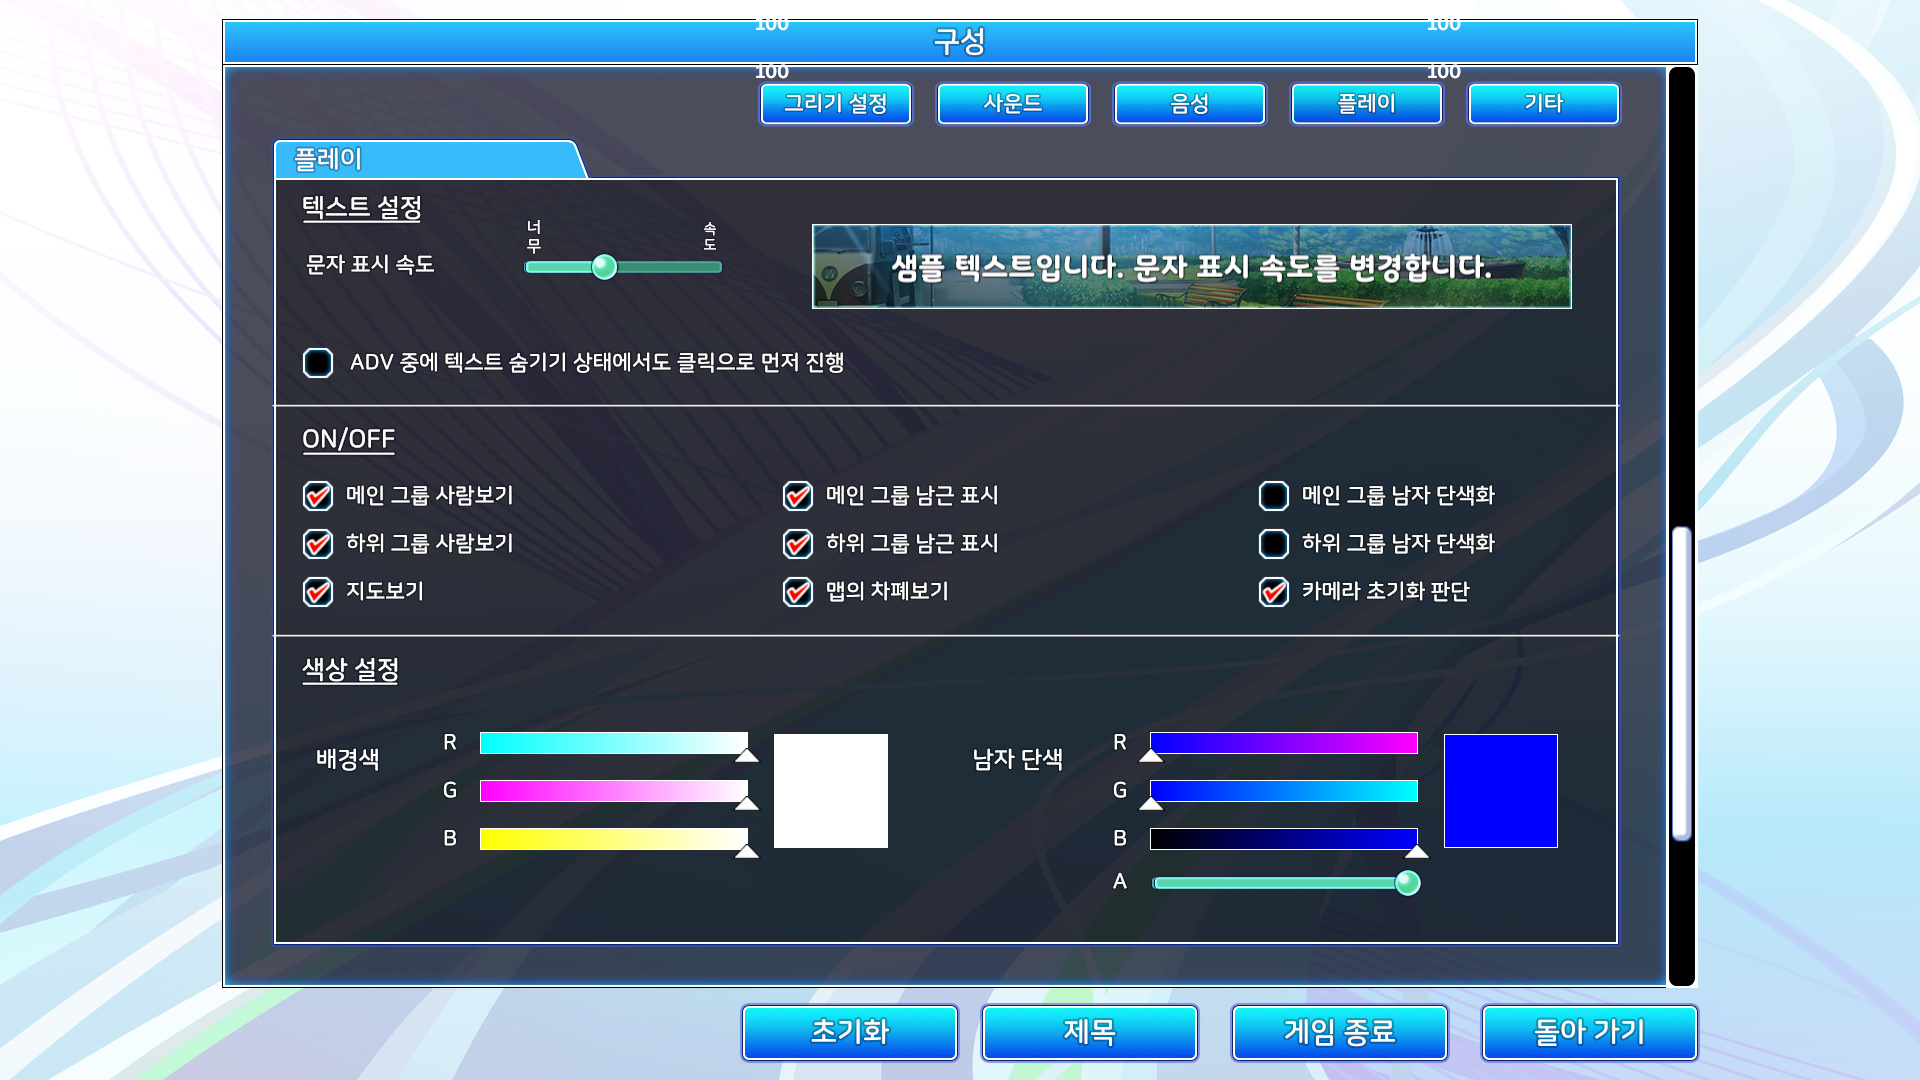 100 100
구성
100 100
그리기 설정 사운드 음성 플레이 기타
플레이
텍스트 설정
너무 속도
문자 표시 속도
샘플 텍스트입니다. 문자 표시 속도를 변경합니다.
ADV 중에 텍스트 숨기기 상태에서도 클릭으로 먼저 진행
ON/OFF
메인 그룹 사람보기 메인 그룹 남근 표시 메인 그룹 남자 단색화
하위 그룹 사람보기 하위 그룹 남근 표시 하위 그룹 남자 단색화
지도보기 맵의 차폐보기 카메라 초기화 판단
색상 설정
배경색 R
G
B
남자 단색 R
G
B
A
초기화 제목 게임 종료 돌아 가기